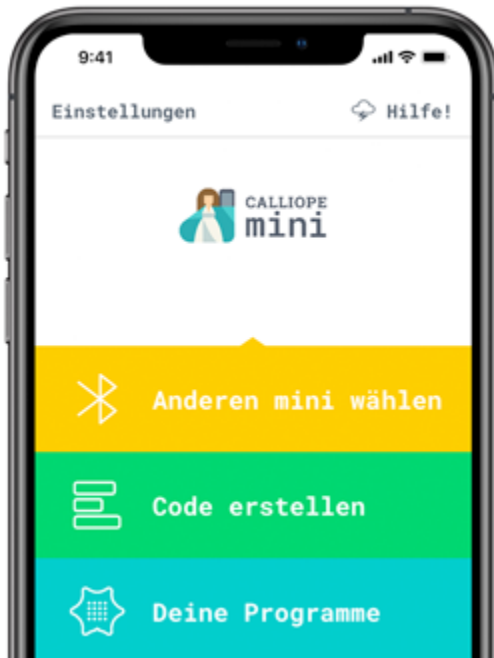 9:41
Einstellungen
Hilfe!
CALLIOPE
mini
Anderen mini wählen
Code erstellen
Deine Programme